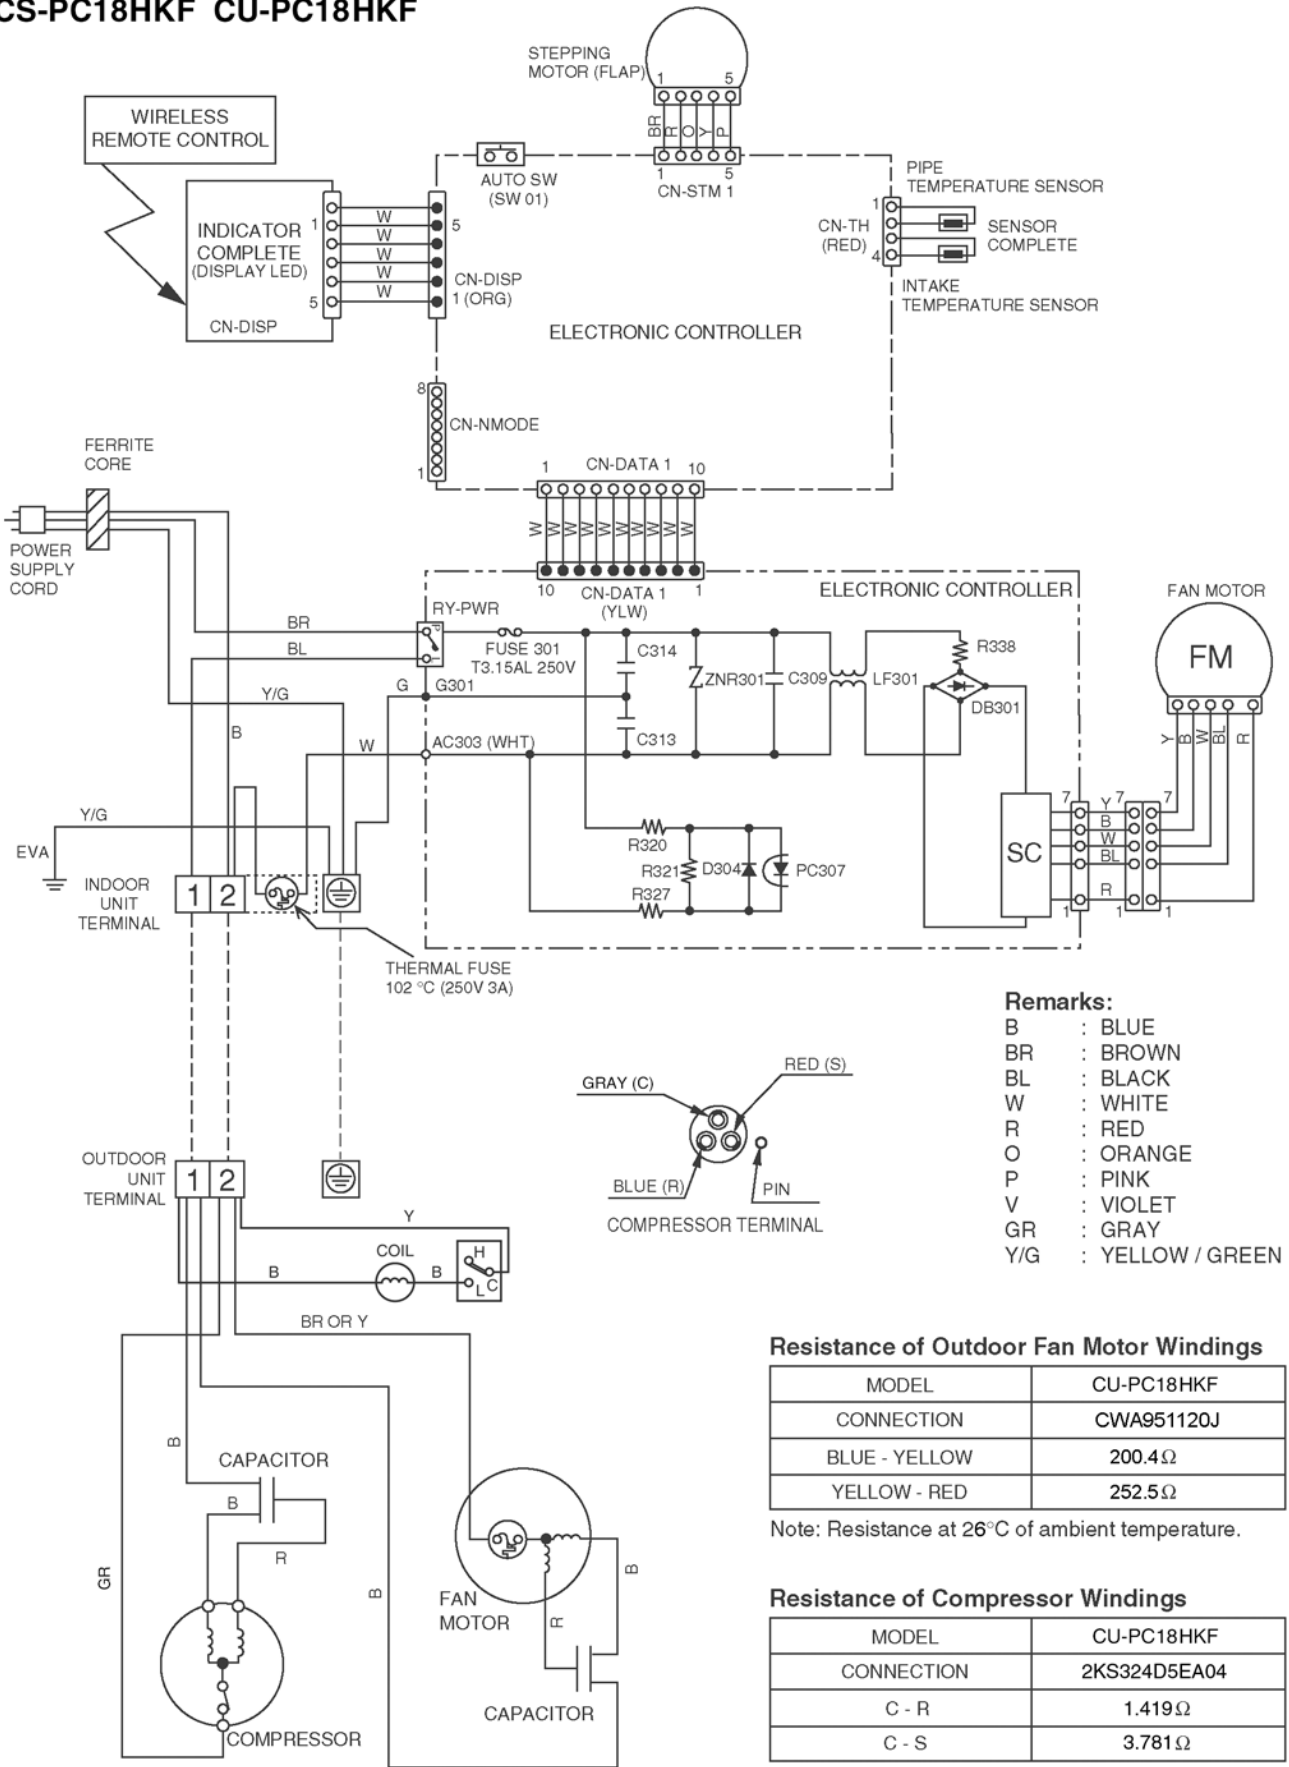 CS-PC18HKF CU-PC18HKF
STEPPING
MOTOR (FLAP)
1 5
BR R O Y P
1 5
CN-STM 1
WIRELESS
REMOTE CONTROL
AUTO SW
(SW 01)
PIPE
TEMPERATURE SENSOR
1
CN-TH
(RED)
4
SENSOR
COMPLETE
INTAKE
TEMPERATURE SENSOR
INDICATOR
COMPLETE
(DISPLAY LED)
1
5
CN-DISP
W
W
W
W
W
5
CN-DISP
1 (ORG)
ELECTRONIC CONTROLLER
8
CN-NMODE
1
FERRITE
CORE
POWER
SUPPLY
CORD
1 CN-DATA 1 10
W W W W W W W W W W
10 CN-DATA 1 1
(YLW)
ELECTRONIC CONTROLLER
FAN MOTOR
FM
Y B W BL R
RY-PWR
BR
BL
FUSE 301
T3.15AL 250V
C314
ZNR301
C309
LF301
R338
DB301
G G301
Y/G
B
W
AC303 (WHT)
C313
Y/G
EVA
R320
R321
D304
PC307
R327
SC
7 Y 7 7
B
W
BL
R
1 1 1
INDOOR
UNIT
TERMINAL
1 2
THERMAL FUSE
102 °C (250V 3A)
Remarks:
B : BLUE
BR : BROWN
BL : BLACK
W : WHITE
R : RED
O : ORANGE
P : PINK
V : VIOLET
GR : GRAY
Y/G : YELLOW / GREEN
GRAY (C)
RED (S)
BLUE (R)
PIN
COMPRESSOR TERMINAL
OUTDOOR
UNIT
TERMINAL
1 2
Y
COIL
B
B
H
L C
BR OR Y
B
CAPACITOR
B
R
GR
B
FAN
MOTOR
R
B
CAPACITOR
COMPRESSOR
Resistance of Outdoor Fan Motor Windings
MODEL CU-PC18HKF
CONNECTION CWA951120J
BLUE - YELLOW 200.4Ω
YELLOW - RED 252.5Ω
Note: Resistance at 26°C of ambient temperature.
Resistance of Compressor Windings
MODEL CU-PC18HKF
CONNECTION 2KS324D5EA04
C - R 1.419Ω
C - S 3.781Ω